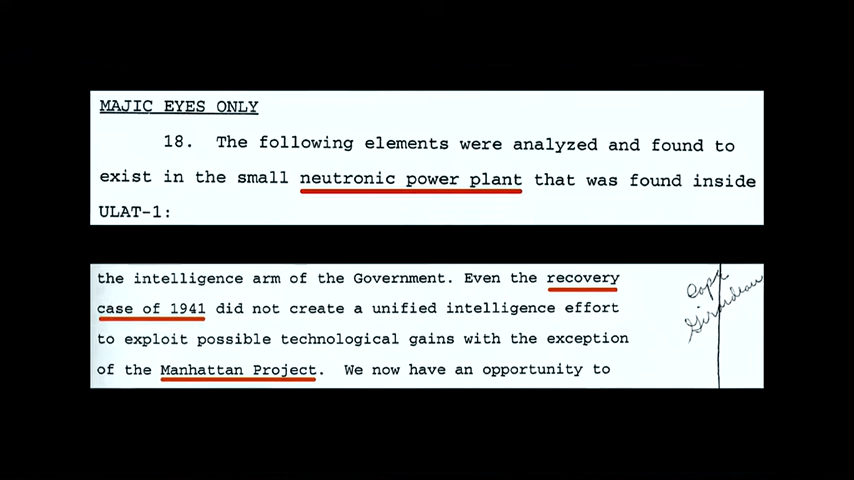 MAJIC EYES ONLY
18. The following elements were analyzed and found to
exist in the small neutronic power plant that was found inside
ULAT-1:
the intelligence arm of the Government. Even the recovery
case of 1941 did not create a unified intelligence effort
to exploit possible technological gains with the exception
of the Manhattan Project. We now have an opportunity to
Cape
Girardeau